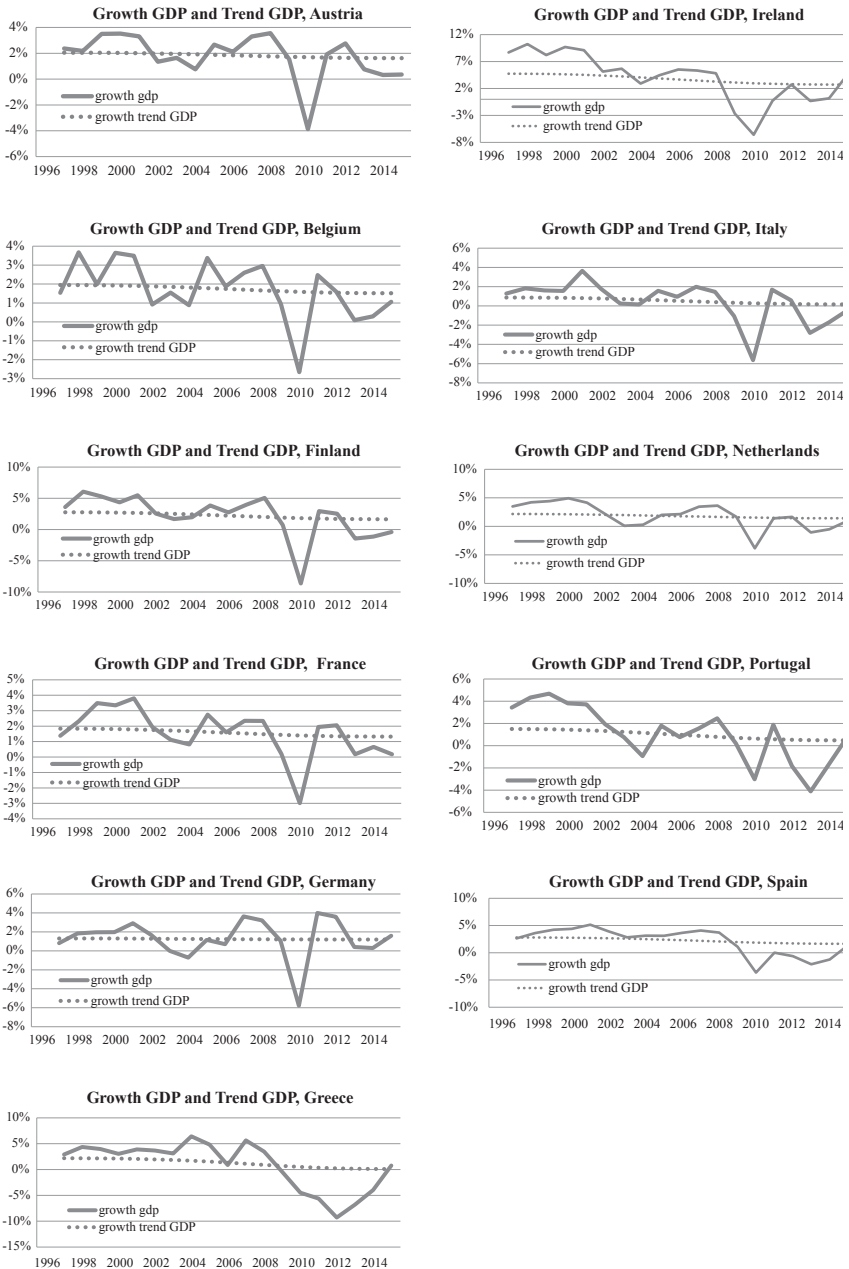 Growth GDP and Trend GDP, Austria
4%
2%
0%
-2%
-4%
-6%
growth gdp
growth trend GDP
1996 1998 2000 2002 2004 2006 2008 2010 2012 2014
Growth GDP and Trend GDP, Ireland
12%
7%
2%
-3%
-8%
growth gdp
growth trend GDP
1996 1998 2000 2002 2004 2006 2008 2010 2012 2014
Growth GDP and Trend GDP, Belgium
4%
3%
2%
1%
0%
-1%
-2%
-3%
growth gdp
growth trend GDP
1996 1998 2000 2002 2004 2006 2008 2010 2012 2014
Growth GDP and Trend GDP, Italy
6%
4%
2%
0%
-2%
-4%
-6%
-8%
growth gdp
growth trend GDP
1996 1998 2000 2002 2004 2006 2008 2010 2012 2014
Growth GDP and Trend GDP, Finland
10%
5%
0%
-5%
-10%
growth gdp
growth trend GDP
1996 1998 2000 2002 2004 2006 2008 2010 2012 2014
Growth GDP and Trend GDP, Netherlands
10%
5%
0%
-5%
-10%
growth gdp
growth trend GDP
1996 1998 2000 2002 2004 2006 2008 2010 2012 2014
Growth GDP and Trend GDP, France
5%
4%
3%
2%
1%
0%
-1%
-2%
-3%
-4%
growth gdp
growth trend GDP
1996 1998 2000 2002 2004 2006 2008 2010 2012 2014
Growth GDP and Trend GDP, Portugal
6%
4%
2%
0%
-2%
-4%
-6%
growth gdp
growth trend GDP
1996 1998 2000 2002 2004 2006 2008 2010 2012 2014
Growth GDP and Trend GDP, Germany
6%
4%
2%
0%
-2%
-4%
-6%
-8%
growth gdp
growth trend GDP
1996 1998 2000 2002 2004 2006 2008 2010 2012 2014
Growth GDP and Trend GDP, Spain
10%
5%
0%
-5%
-10%
growth gdp
growth trend GDP
1996 1998 2000 2002 2004 2006 2008 2010 2012 2014
Growth GDP and Trend GDP, Greece
10%
5%
0%
-5%
-10%
-15%
growth gdp
growth trend GDP
1996 1998 2000 2002 2004 2006 2008 2010 2012 2014